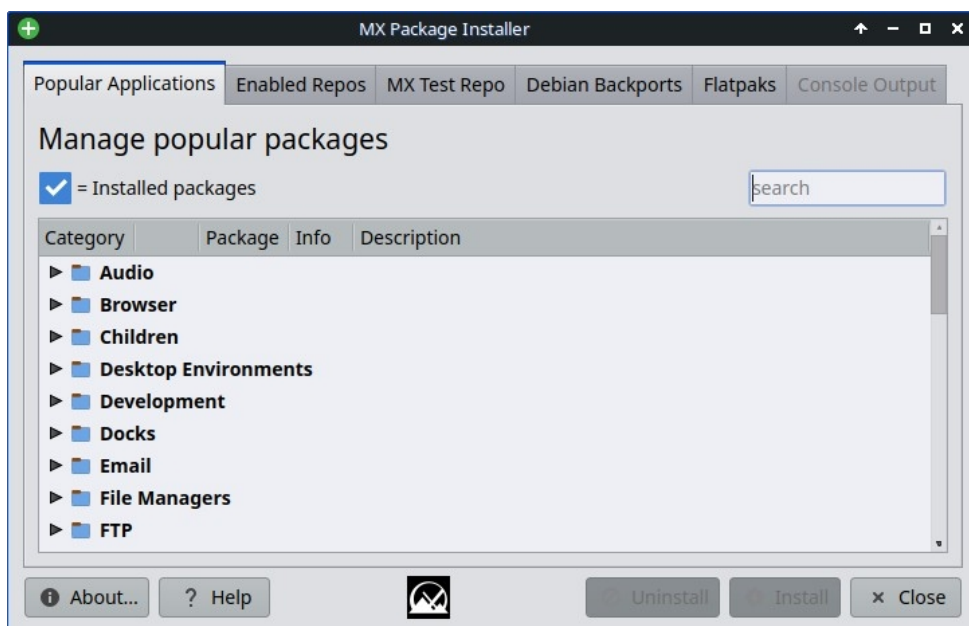 MX Package Installer
Popular Applications Enabled Repos MX Test Repo Debian Backports Flatpaks Console Output
Manage popular packages
= Installed packages
search
Category Package Info Description
Audio
Browser
Children
Desktop Environments
Development
Docks
Email
File Managers
FTP
About... ? Help Uninstall Install Close